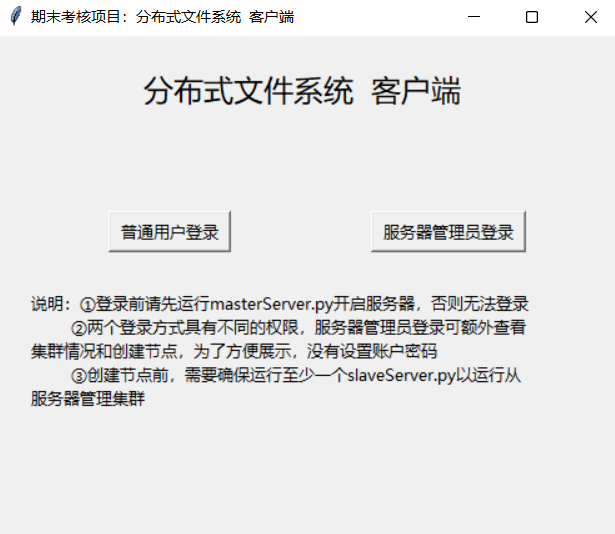 期末考核项目：分布式文件系统 客户端
分布式文件系统 客户端
普通用户登录 服务器管理员登录
说明：①登录前请先运行masterServer.py开启服务器，否则无法登录
②两个登录方式具有不同的权限，服务器管理员登录可额外查看
集群情况和创建节点，为了方便展示，没有设置账户密码
③创建节点前，需要确保运行至少一个slaveServer.py以运行从
服务器管理集群